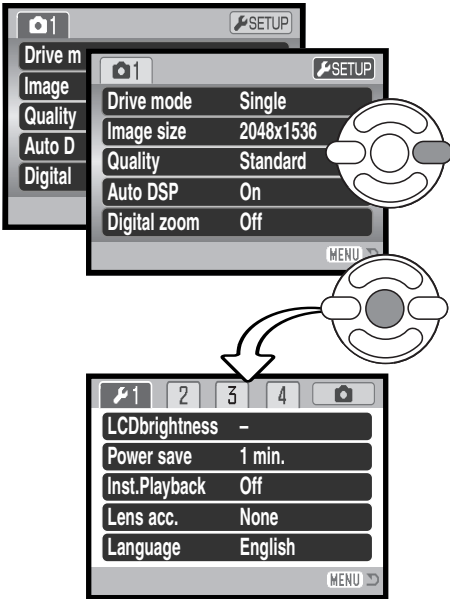 1 SETUP
Drive m
Image
Quality
Auto D
Digital
1 SETUP
Drive mode Single
Image size 2048x1536
Quality Standard
Auto DSP On
Digital zoom Off
MENU
1 2 3 4
LCDbrightness –
Power save 1 min.
Inst.Playback Off
Lens acc. None
Language English
MENU